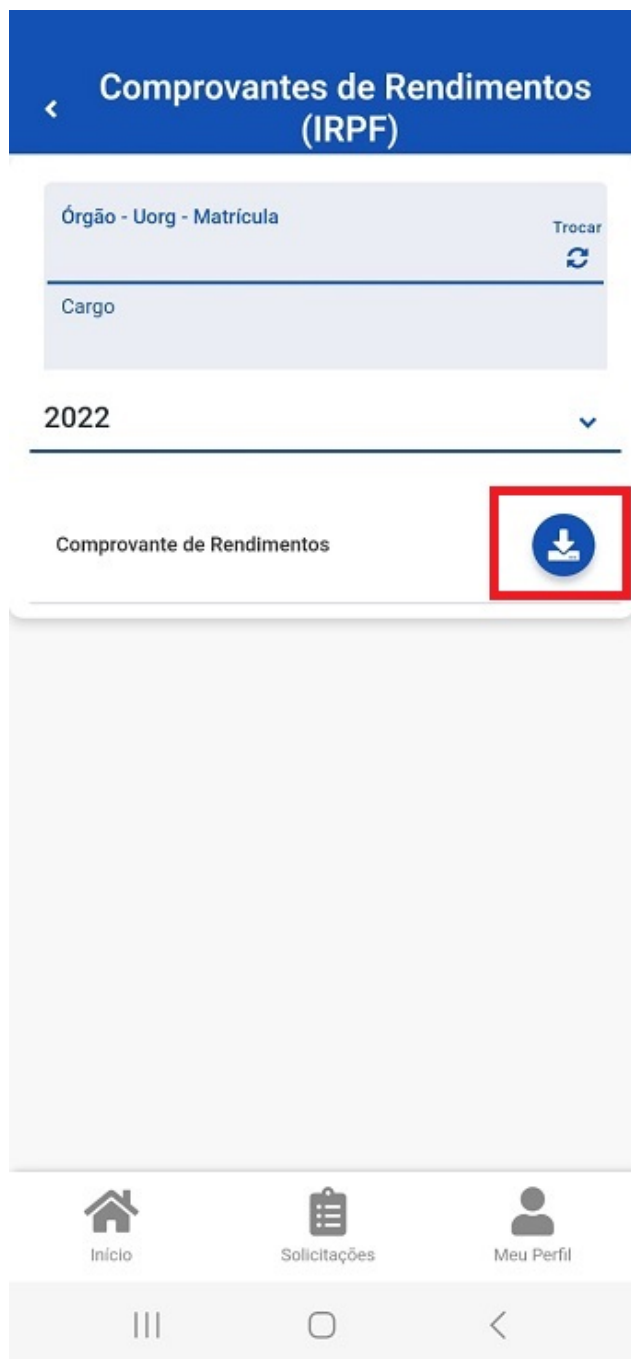 Comprovantes de Rendimentos
(IRPF)
Órgão - Uorg - Matrícula
Trocar
Cargo
2022
Comprovante de Rendimentos
Início
Solicitações
Meu Perfil